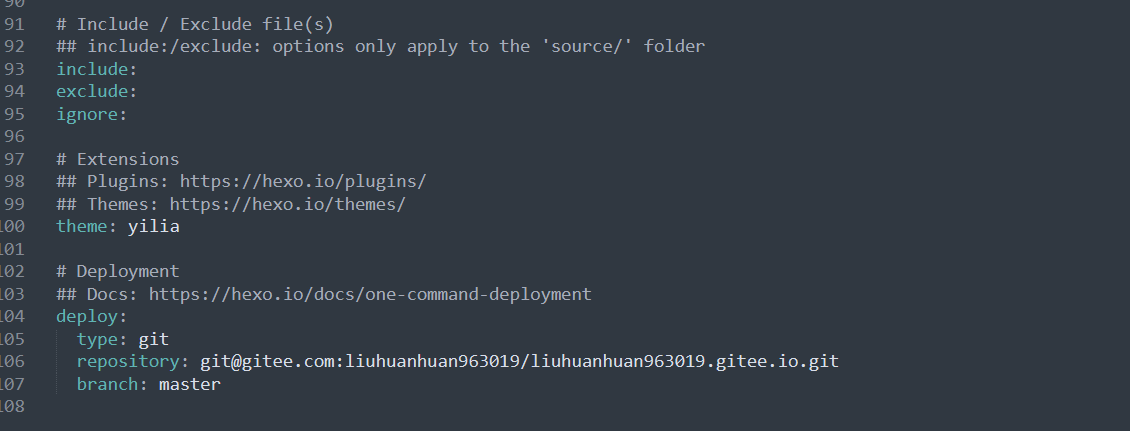 90
91 # Include / Exclude file(s)
92 ## include:/exclude: options only apply to the 'source/' folder
93 include:
94 exclude:
95 ignore:
96
97 # Extensions
98 ## Plugins: https://hexo.io/plugins/
99 ## Themes: https://hexo.io/themes/
100 theme: yilia
101
102 # Deployment
103 ## Docs: https://hexo.io/docs/one-command-deployment
104 deploy:
105   type: git
106   repository: git@gitee.com:liuhuanhuan963019/liuhuanhuan963019.gitee.io.git
107   branch: master
108